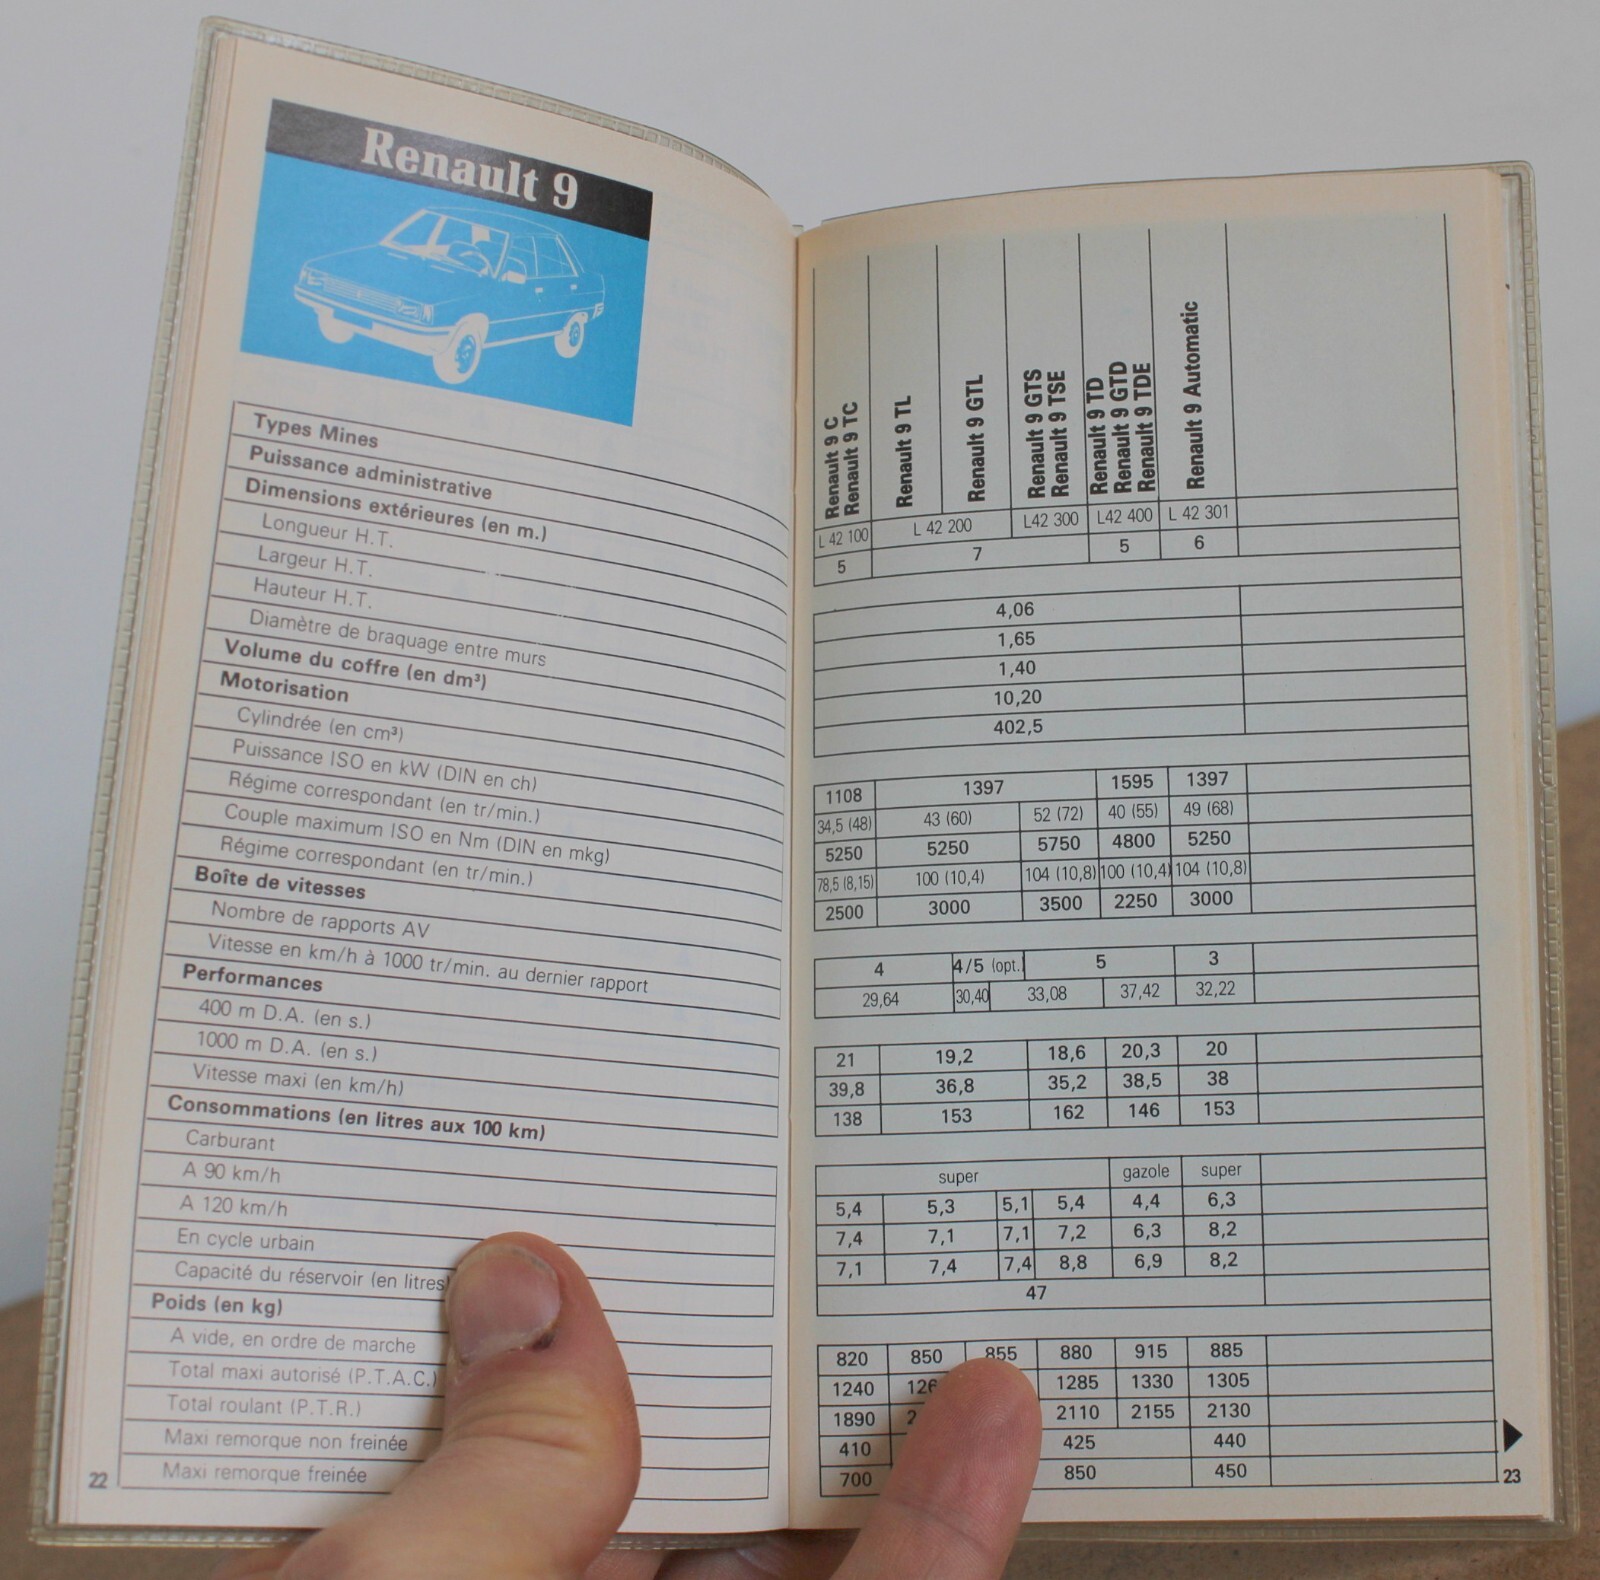 Renault 9
Types Mines
Puissance administrative
Dimensions extérieures (en m.)
Longueur H.T.
Largeur H.T.
Hauteur H.T.
Diamètre de braquage entre murs
Volume du coffre (en dm³)
Motorisation
Cylindrée (en cm³)
Puissance ISO en kW (DIN en ch)
Régime correspondant (en tr/min.)
Couple maximum ISO en Nm (DIN en mkg)
Régime correspondant (en tr/min.)
Boîte de vitesses
Nombre de rapports AV
Vitesse en km/h à 1000 tr/min. au dernier rapport
Performances
400 m D.A. (en s.)
1000 m D.A. (en s.)
Vitesse maxi (en km/h)
Consommations (en litres aux 100 km)
Carburant
A 90 km/h
A 120 km/h
En cycle urbain
Capacité du réservoir (en litres)
Poids (en kg)
A vide, en ordre de marche
Total maxi autorisé (P.T.A.C.)
Total roulant (P.T.R.)
Maxi remorque non freinée
Maxi remorque freinée
22
Renault 9 C
Renault 9 TC
Renault 9 TL
Renault 9 GTL
Renault 9 GTS
Renault 9 TSE
Renault 9 TD
Renault 9 GTD
Renault 9 TDE
Renault 9 Automatic
L 42 100 L 42 200 L42 300 L42 400 L 42 301
5 7 5 6
4,06
1,65
1,40
10,20
402,5
1108 1397 1595 1397
34,5 (48) 43 (60) 52 (72) 40 (55) 49 (68)
5250 5250 5750 4800 5250
78,5 (8,15) 100 (10,4) 104 (10,8) 100 (10,4) 104 (10,8)
2500 3000 3500 2250 3000
4 4/5 (opt.) 5 3
29,64 30,40 33,08 37,42 32,22
21 19,2 18,6 20,3 20
39,8 36,8 35,2 38,5 38
138 153 162 146 153
super gazole super
5,4 5,3 5,1 5,4 4,4 6,3
7,4 7,1 7,1 7,2 6,3 8,2
7,1 7,4 7,4 8,8 6,9 8,2
47
820 850 855 880 915 885
1240 1285 1330 1305
1890 2110 2155 2130
410 425 440
700 850 450
23